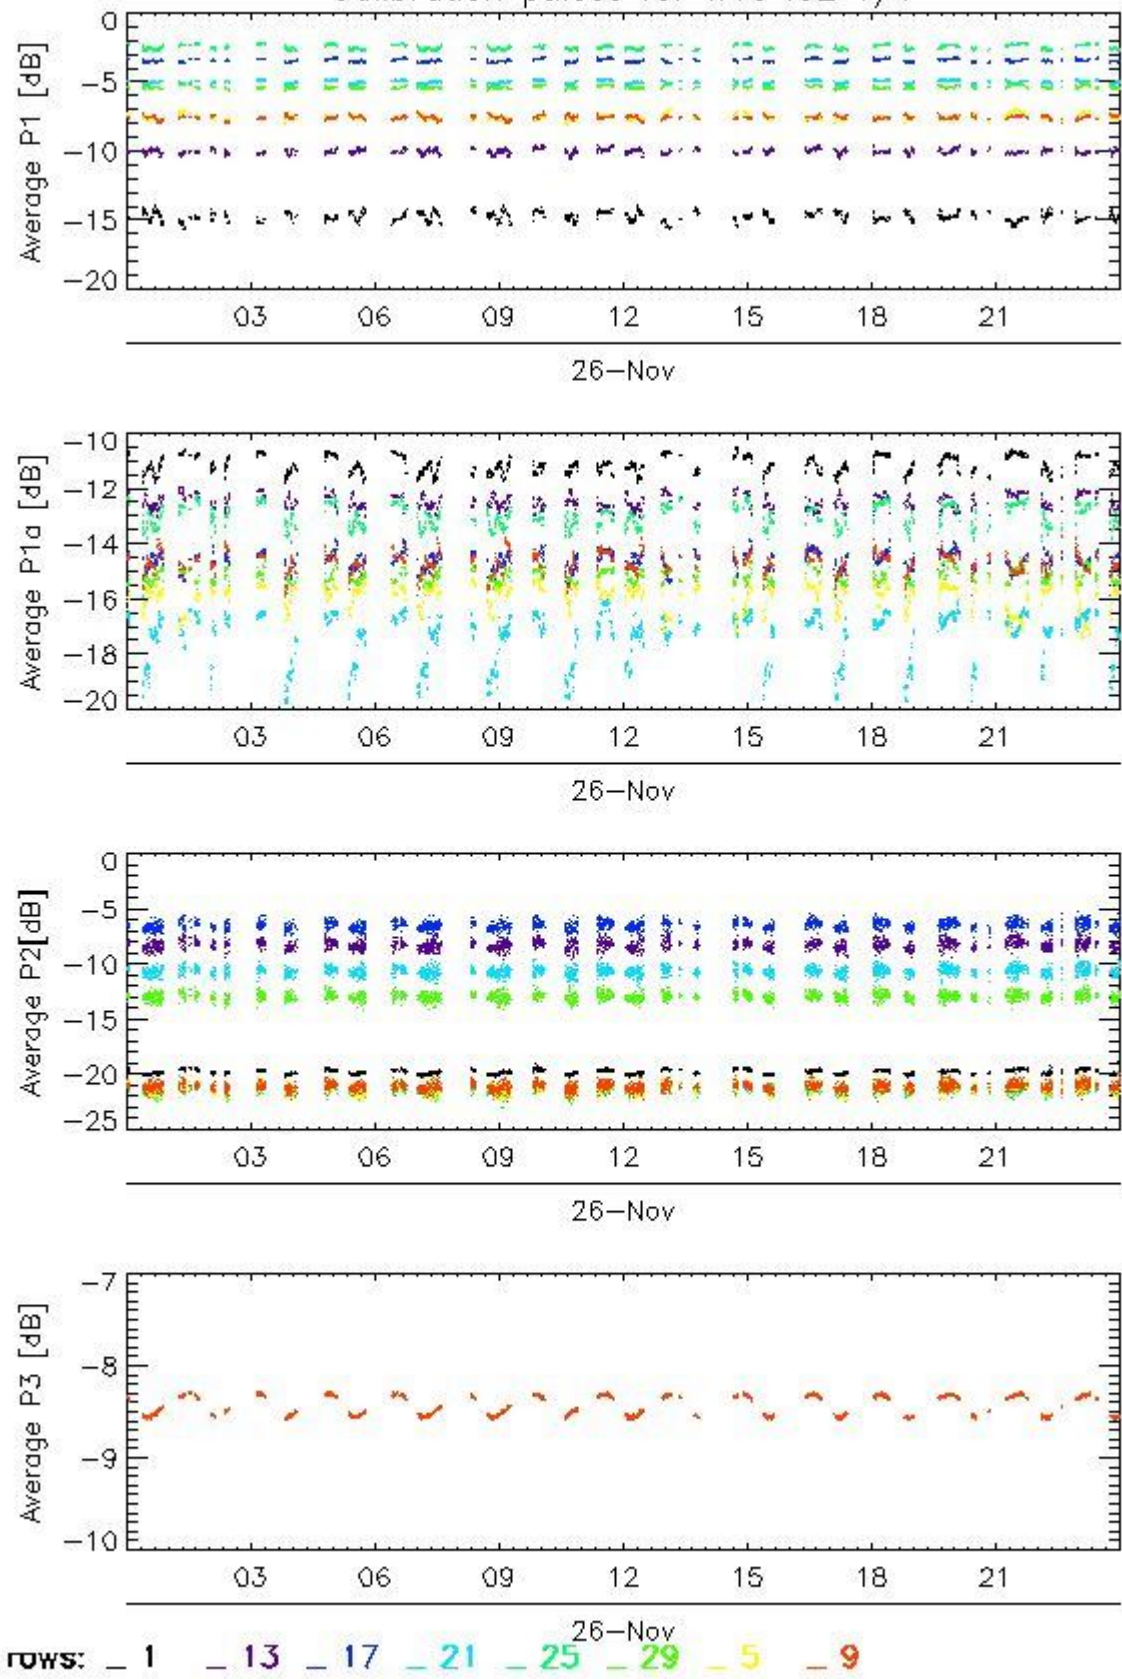 0
-5
-10
-15
-20
Average P1 [dB]
03 06 09 12 15 18 21
26-Nov
-10
-12
-14
-16
-18
-20
Average P1a [dB]
03 06 09 12 15 18 21
26-Nov
0
-5
-10
-15
-20
-25
Average P2[dB]
03 06 09 12 15 18 21
26-Nov
-7
-8
-9
-10
Average P3 [dB]
03 06 09 12 15 18 21
26-Nov
rows: _ 1 _ 13 _ 17 _ 21 _ 25 _ 29 _ 5 _ 9